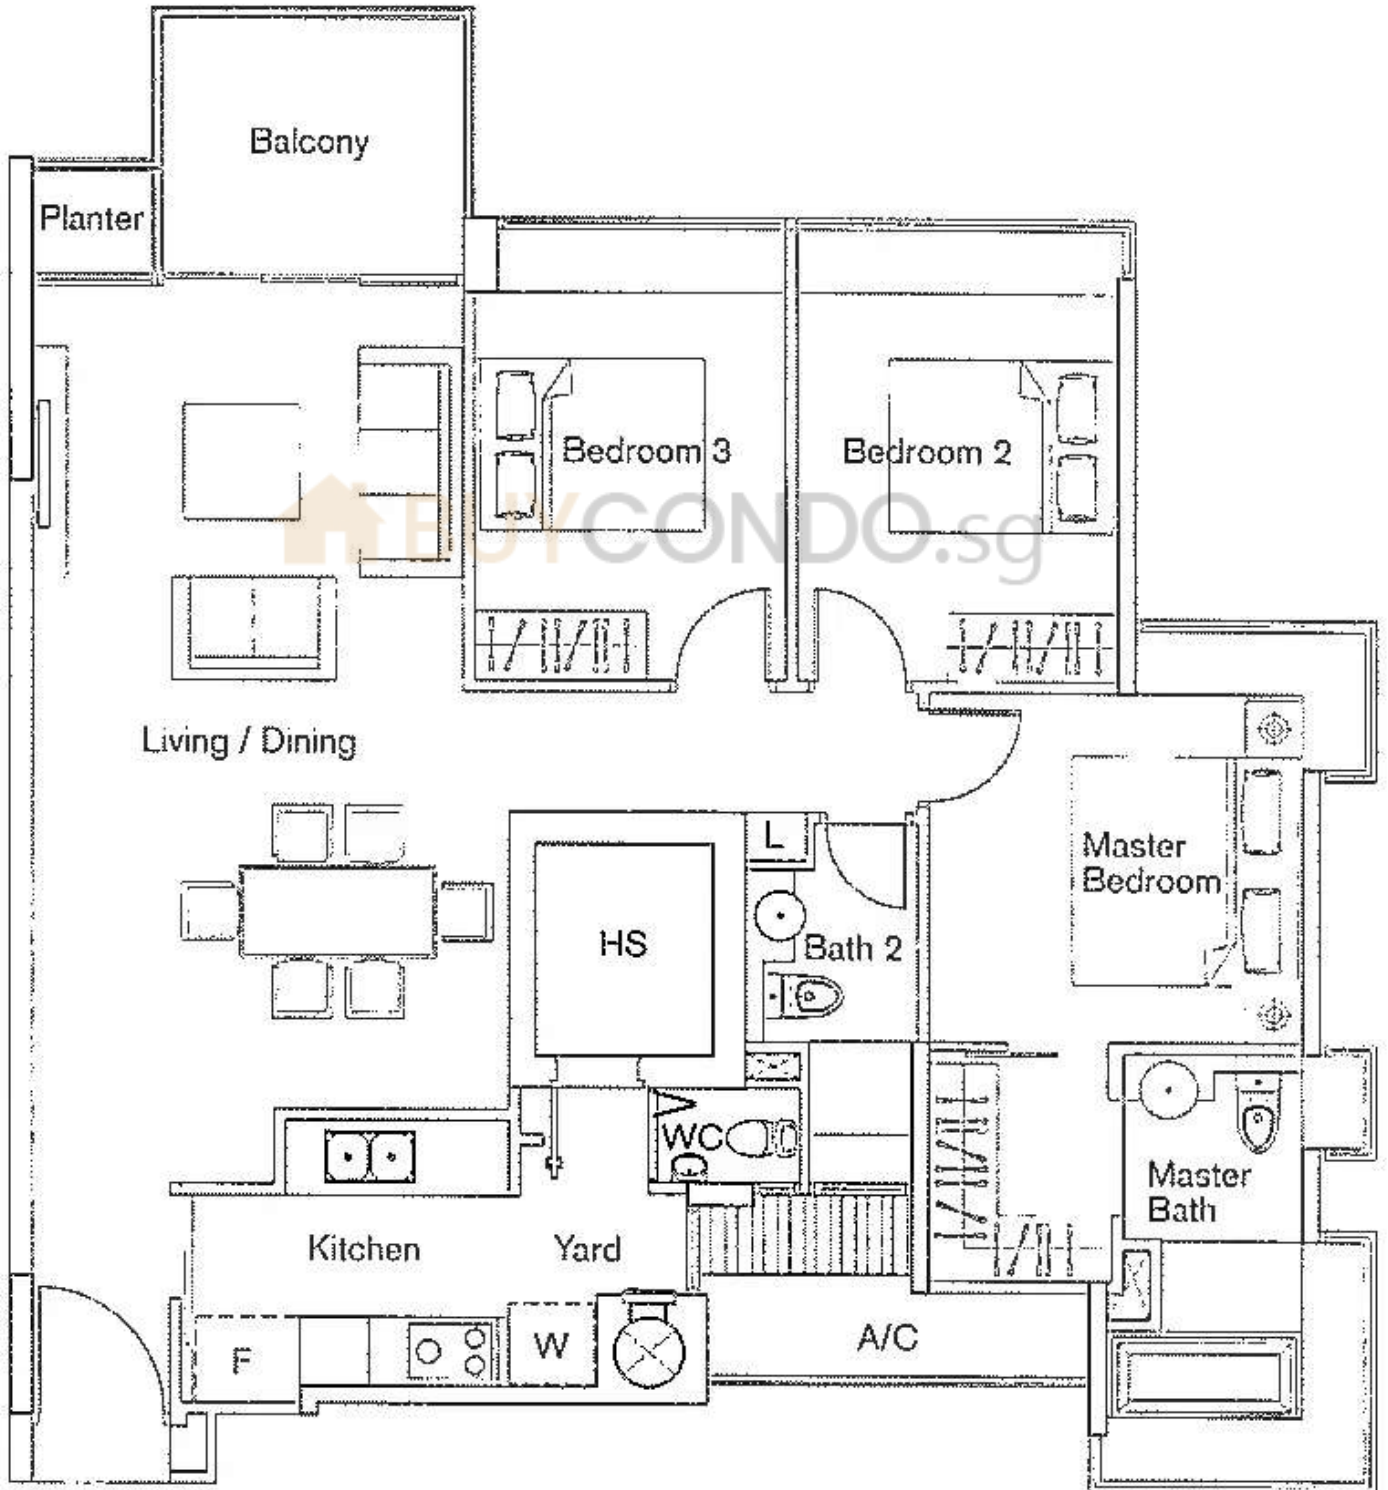 Balcony
Planter
Bedroom 3
Bedroom 2
BUYCONDO.sg
Living / Dining
L
Master
Bedroom
HS
Bath 2
WC
Master
Bath
Kitchen
Yard
F
W
A/C